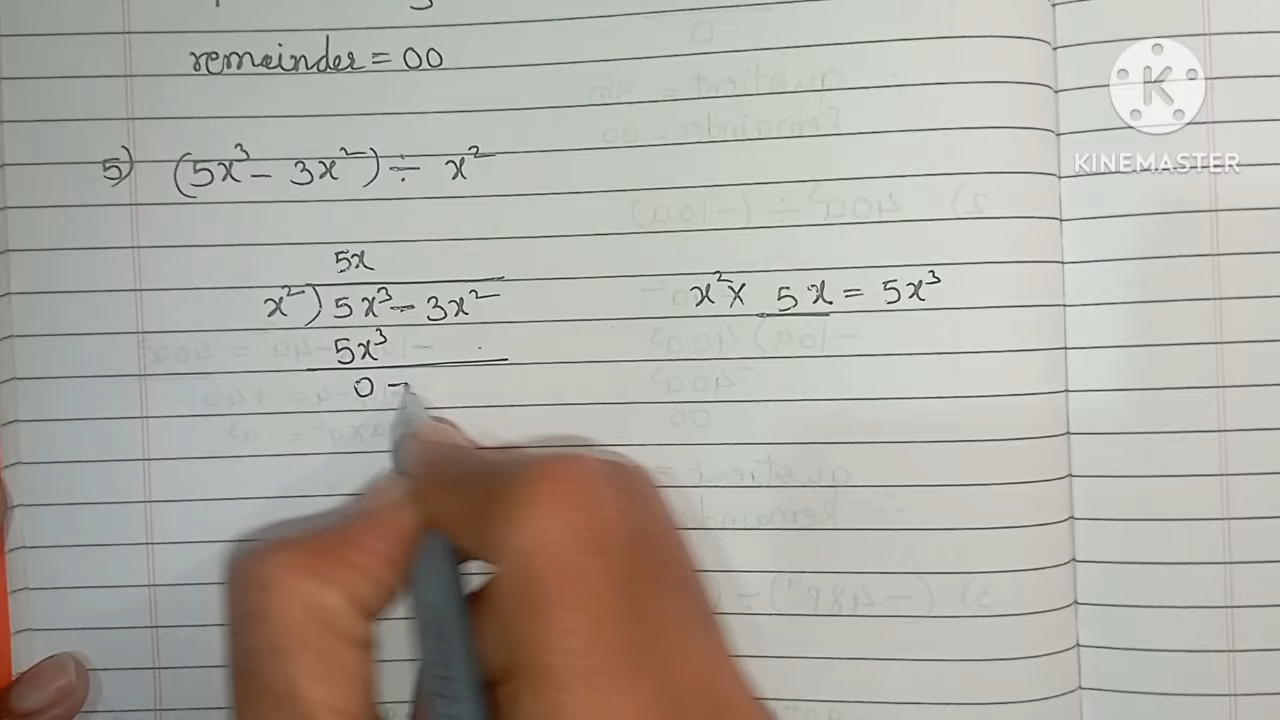 remainder = 00
K
KINEMASTER
5) (5x³ - 3x²) ÷ x²
5x
x²) 5x³ - 3x²
x² × 5x = 5x³
5x³
0 -